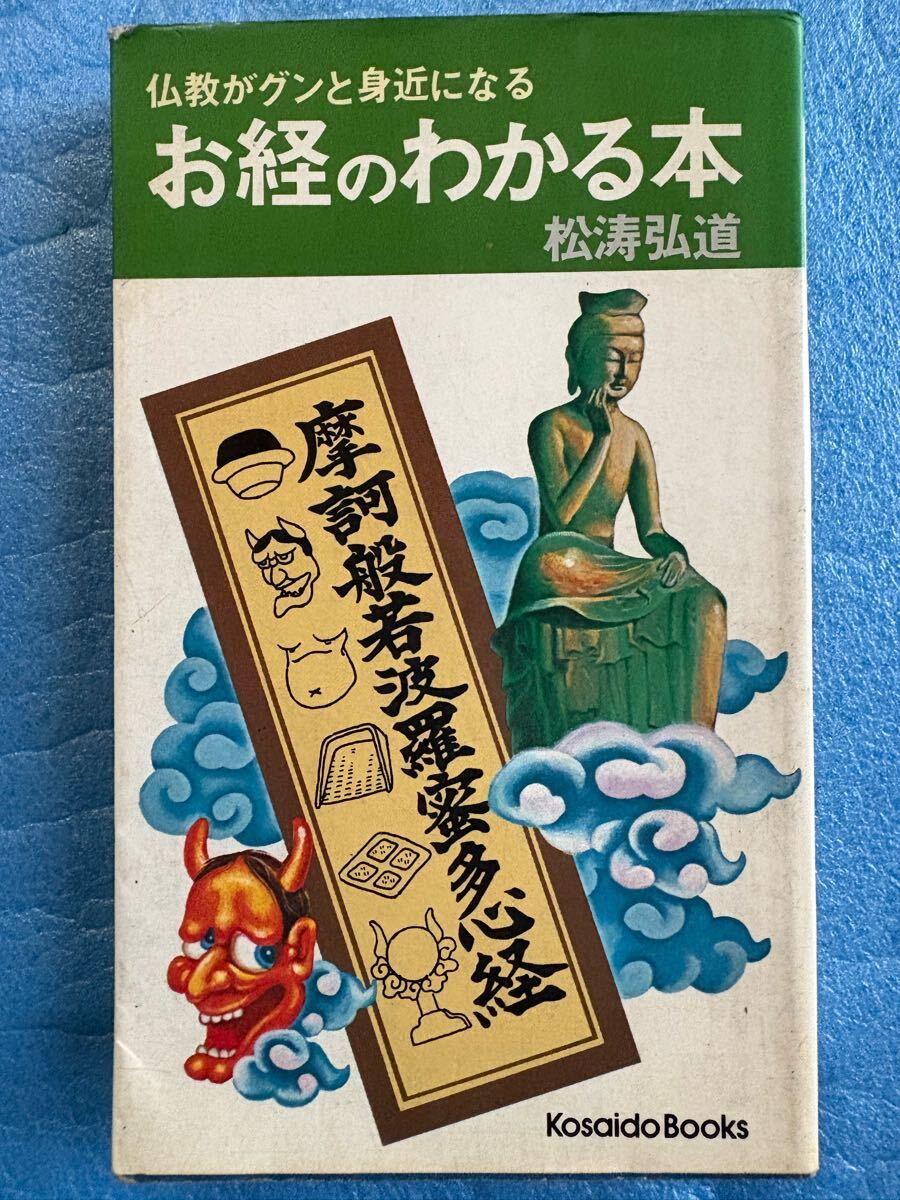 仏教がグンと身近になる
お経のわかる本
松涛弘道
摩訶般若波羅蜜多心経
Kosaido Books